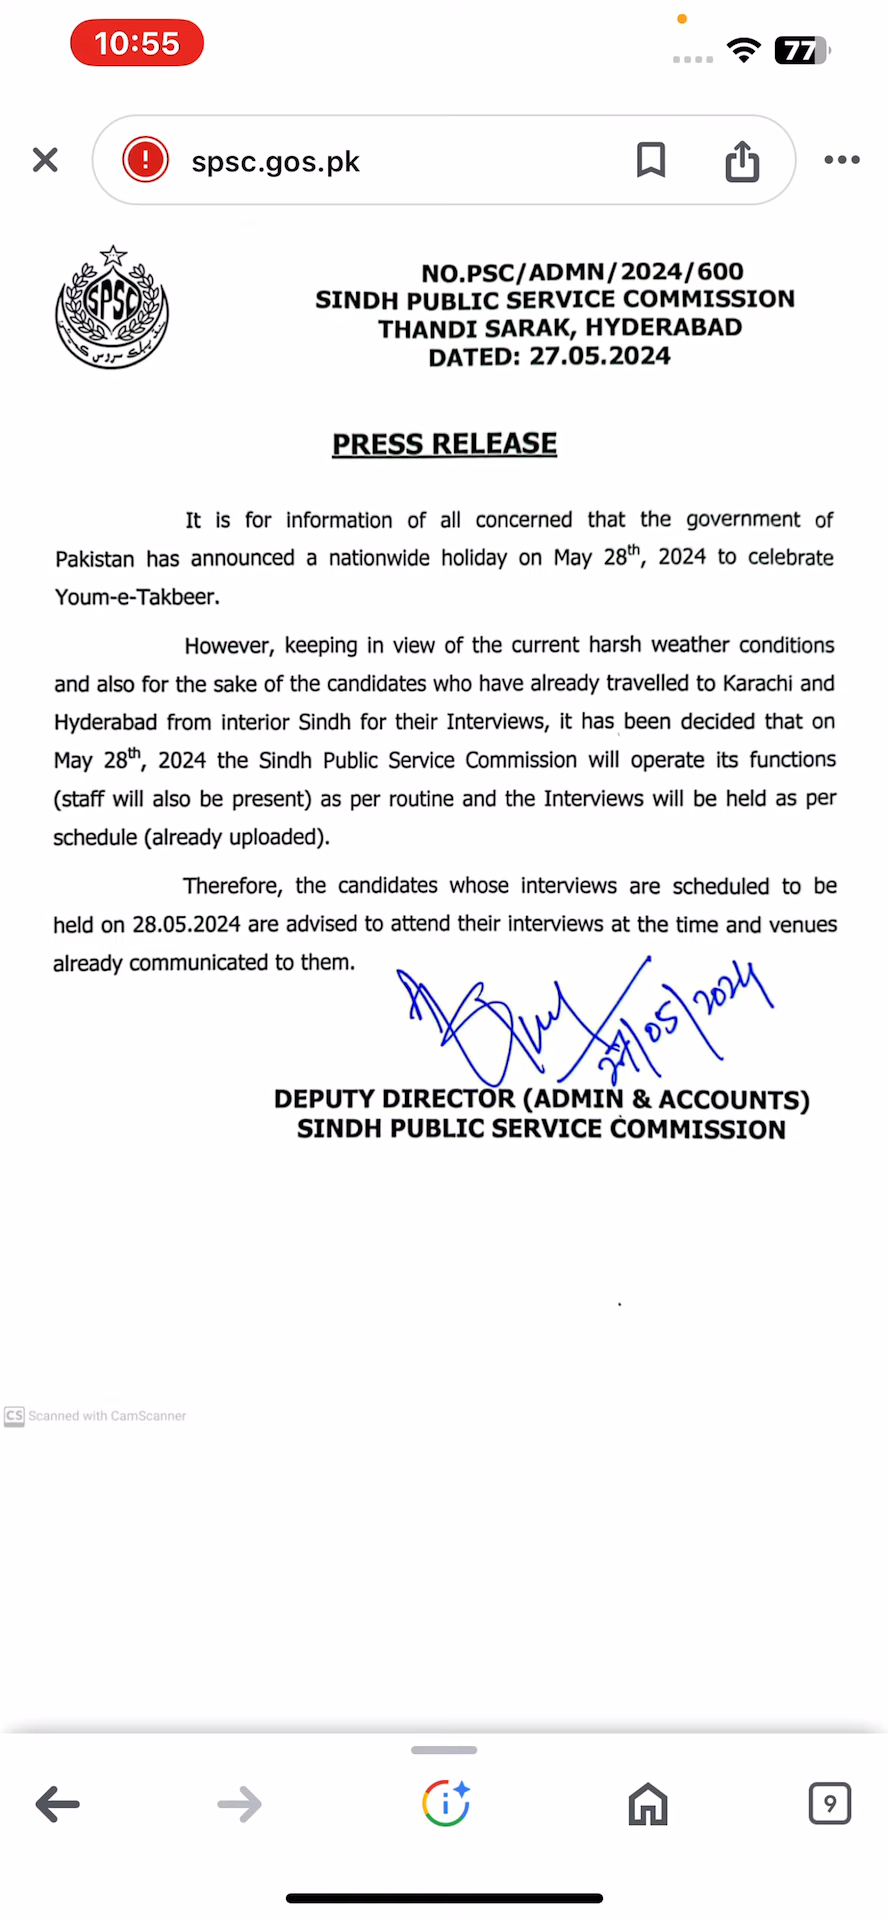 10:55
77
spsc.gos.pk
SPSC
NO.PSC/ADMN/2024/600
SINDH PUBLIC SERVICE COMMISSION
THANDI SARAK, HYDERABAD
DATED: 27.05.2024
PRESS RELEASE
It is for information of all concerned that the government of
Pakistan has announced a nationwide holiday on May 28th, 2024 to celebrate
Youm-e-Takbeer.
However, keeping in view of the current harsh weather conditions
and also for the sake of the candidates who have already travelled to Karachi and
Hyderabad from interior Sindh for their Interviews, it has been decided that on
May 28th, 2024 the Sindh Public Service Commission will operate its functions
(staff will also be present) as per routine and the Interviews will be held as per
schedule (already uploaded).
Therefore, the candidates whose interviews are scheduled to be
held on 28.05.2024 are advised to attend their interviews at the time and venues
already communicated to them.
27/05/2024
DEPUTY DIRECTOR (ADMIN & ACCOUNTS)
SINDH PUBLIC SERVICE COMMISSION
CS Scanned with CamScanner
9